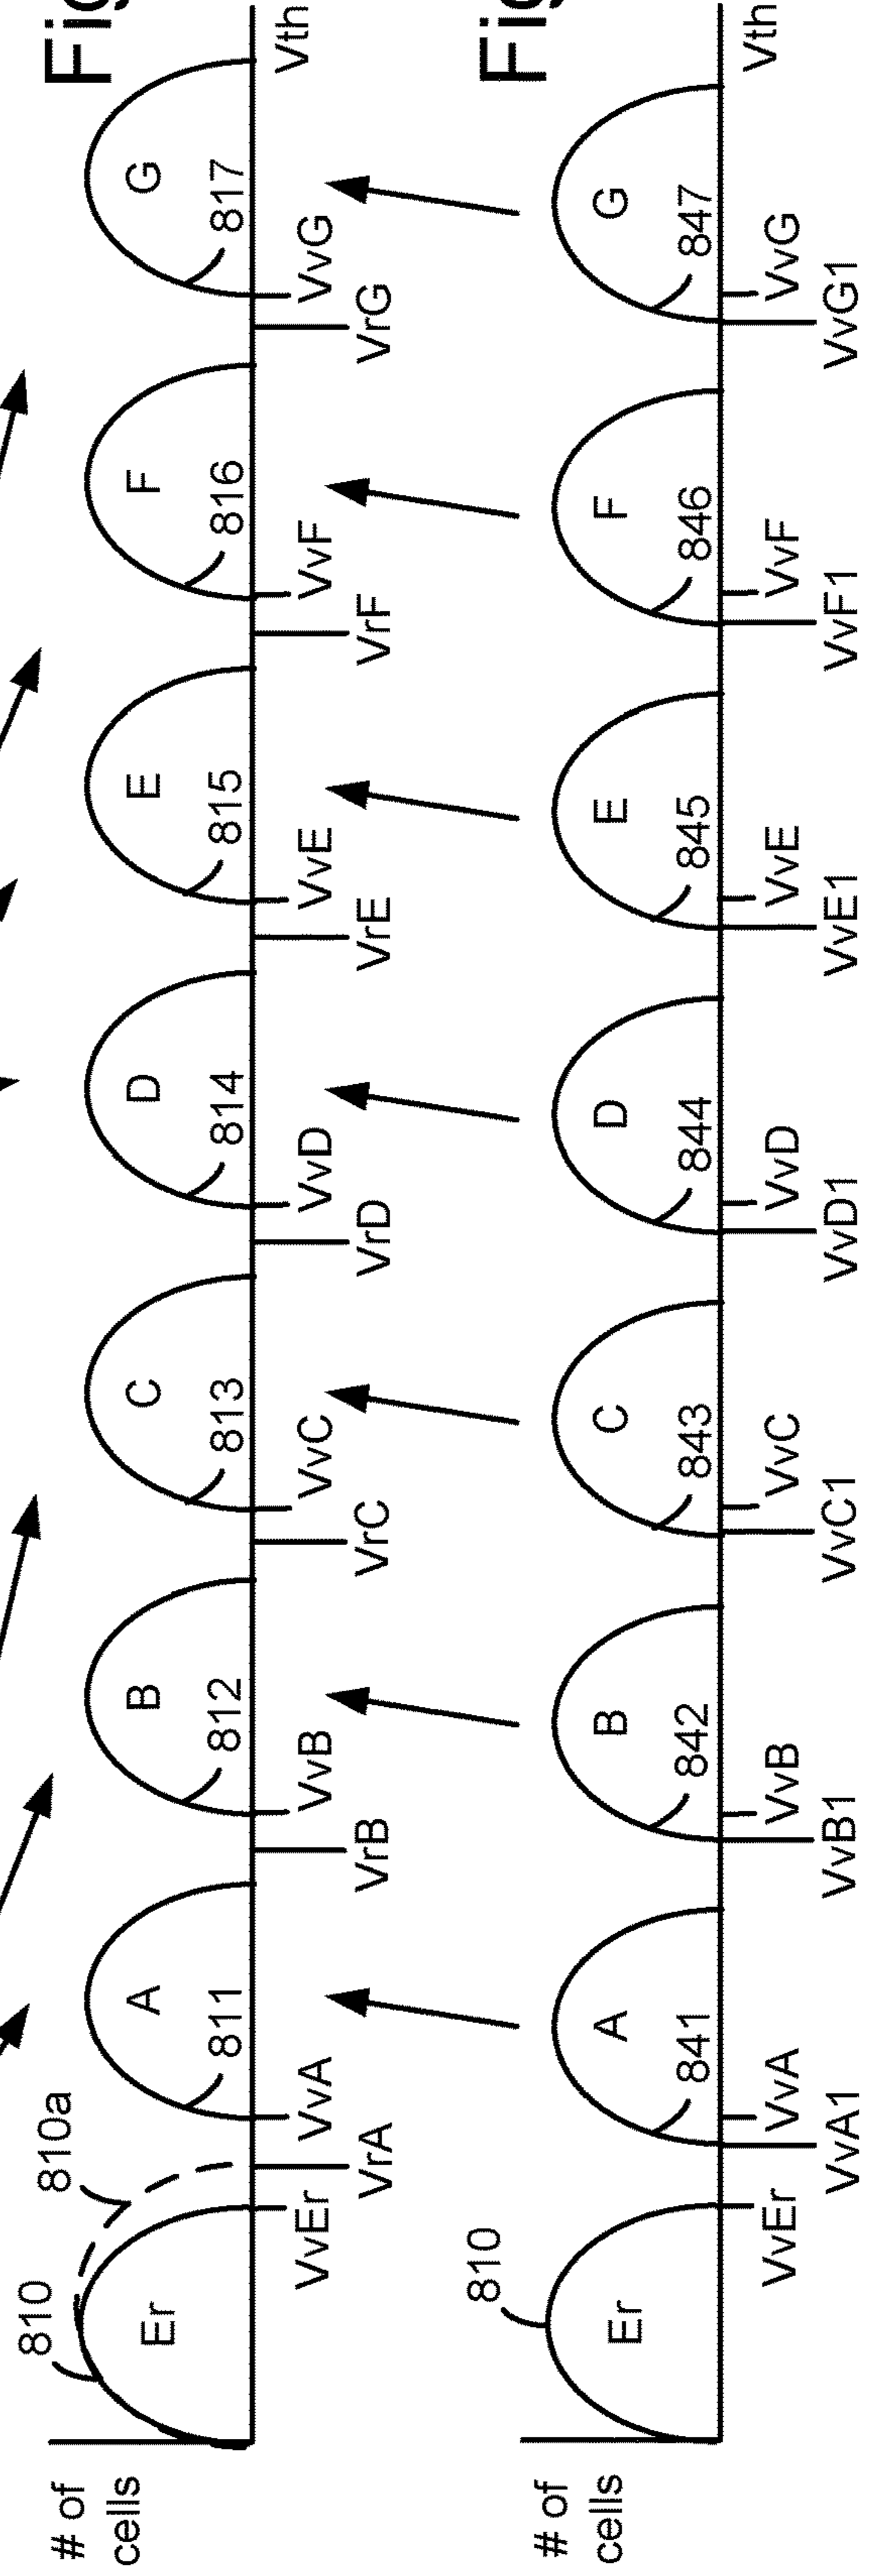 810
810a
# of
cells
Er
A
B
C
D
E
F
G
811
812
813
814
815
816
817
VvEr
VvA
VvB
VvC
VvD
VvE
VvF
VvG
Vth
VrA
VrB
VrC
VrD
VrE
VrF
VrG
Fig
810
# of
cells
Er
A
B
C
D
E
F
G
841
842
843
844
845
846
847
VvEr
VvA
VvB
VvC
VvD
VvE
VvF
VvG
Vth
VvA1
VvB1
VvC1
VvD1
VvE1
VvF1
VvG1
Fig